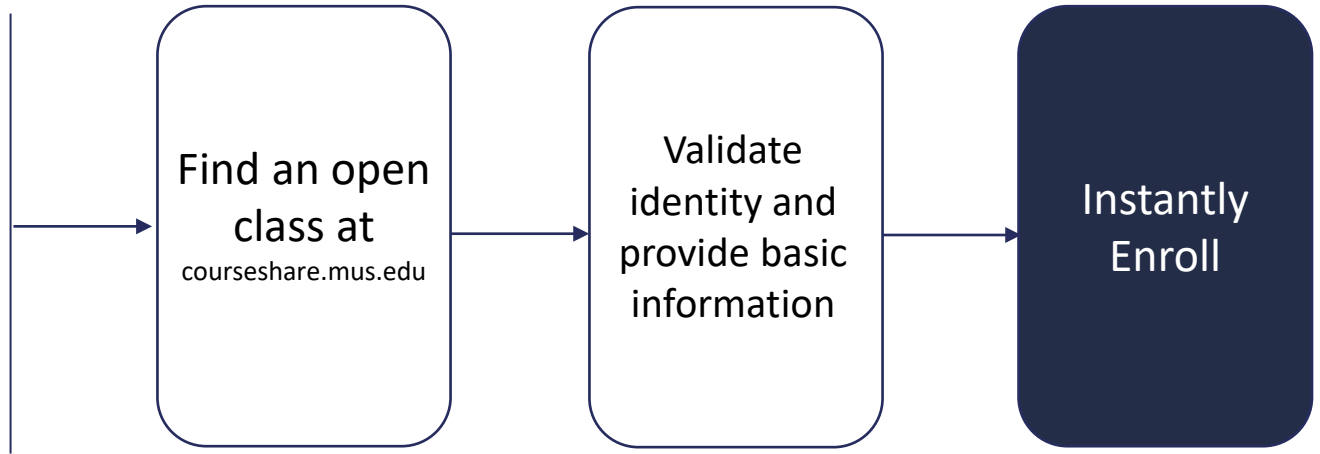 Find an open
class at
courseshare.mus.edu
Validate
identity and
provide basic
information
Instantly
Enroll